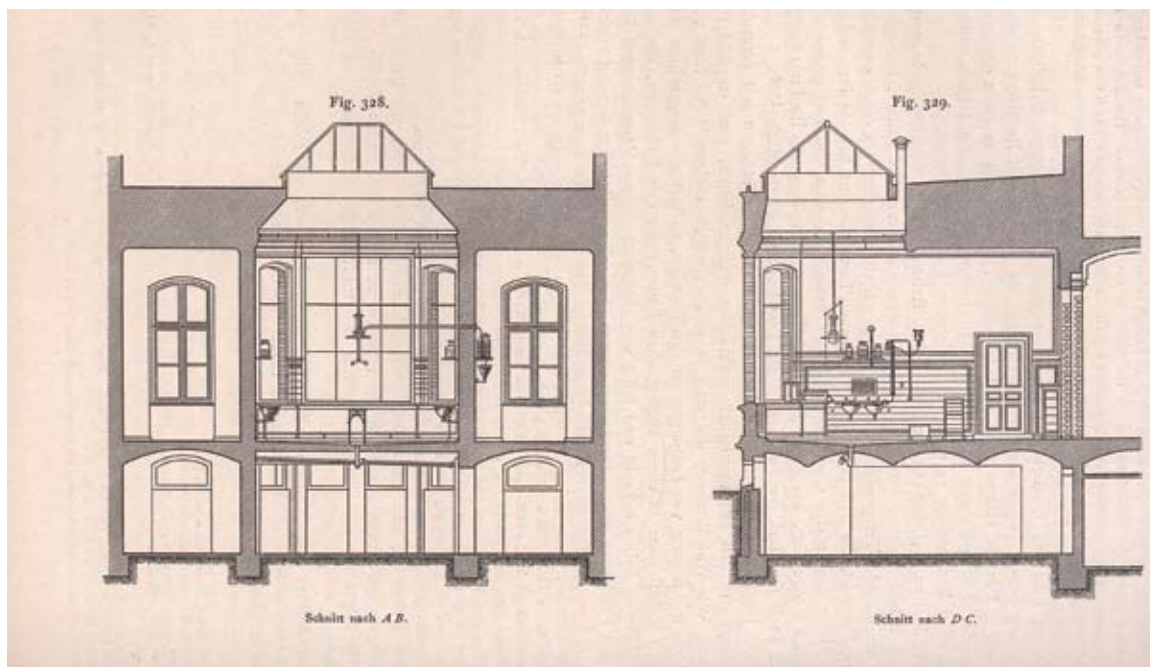 Fig. 328.
Fig. 329.
Schnitt nach A B.
Schnitt nach D C.